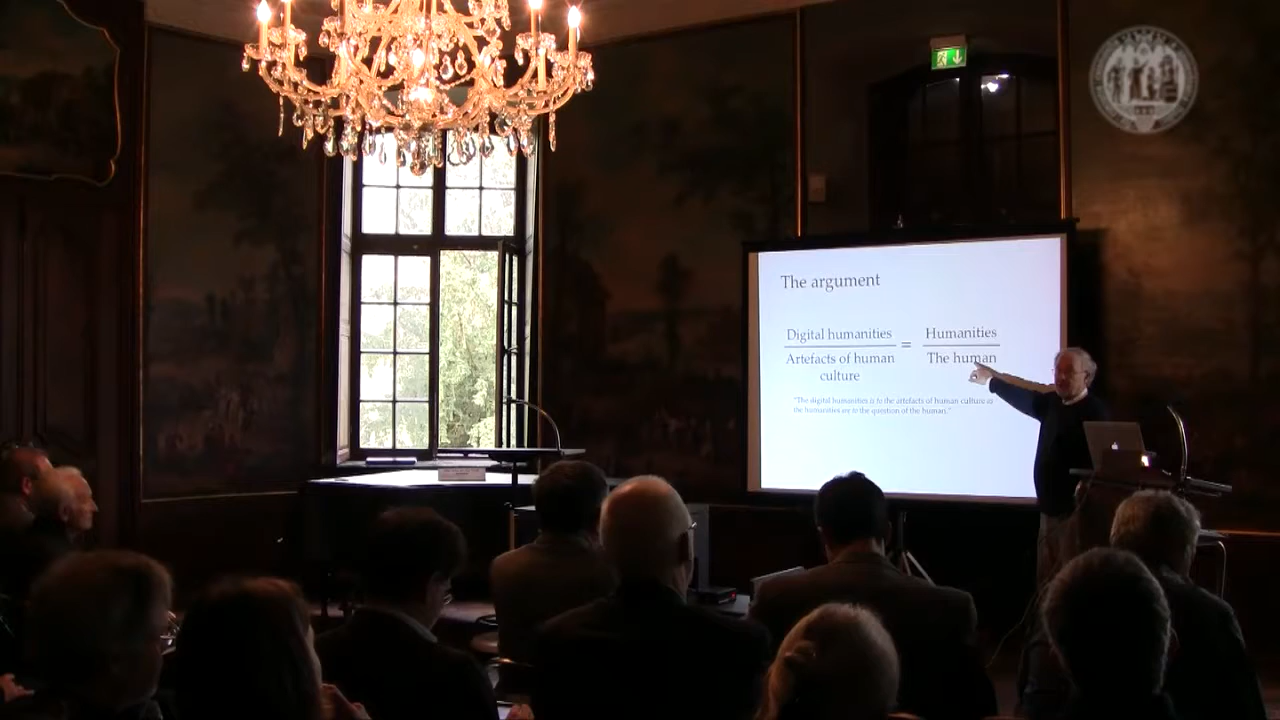 The argument
Digital humanities
Artefacts of human
culture
=
Humanities
The human
"The digital humanities is to the artefacts of human culture as
the humanities are to the question of the human."